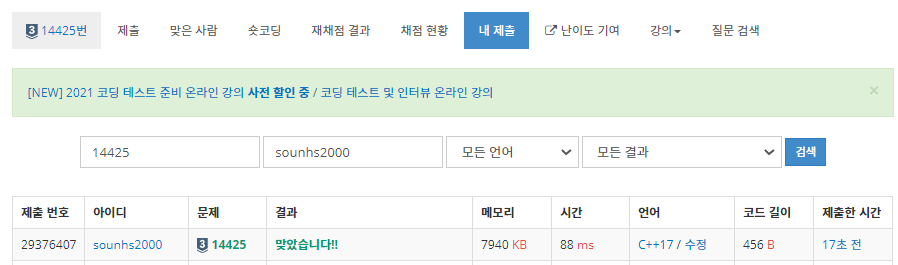 3 14425번 제출 맞은 사람 숏코딩 재채점 결과 채점 현황 내 제출 난이도 기여 강의 질문 검색
[NEW] 2021 코딩 테스트 준비 온라인 강의 사전 할인 중 / 코딩 테스트 및 인터뷰 온라인 강의 ×
14425 sounhs2000 모든 언어 모든 결과 검색
제출 번호 아이디 문제 결과 메모리 시간 언어 코드 길이 제출한 시간
29376407 sounhs2000 3 14425 맞았습니다!! 7940 KB 88 ms C++17 / 수정 456 B 17초 전